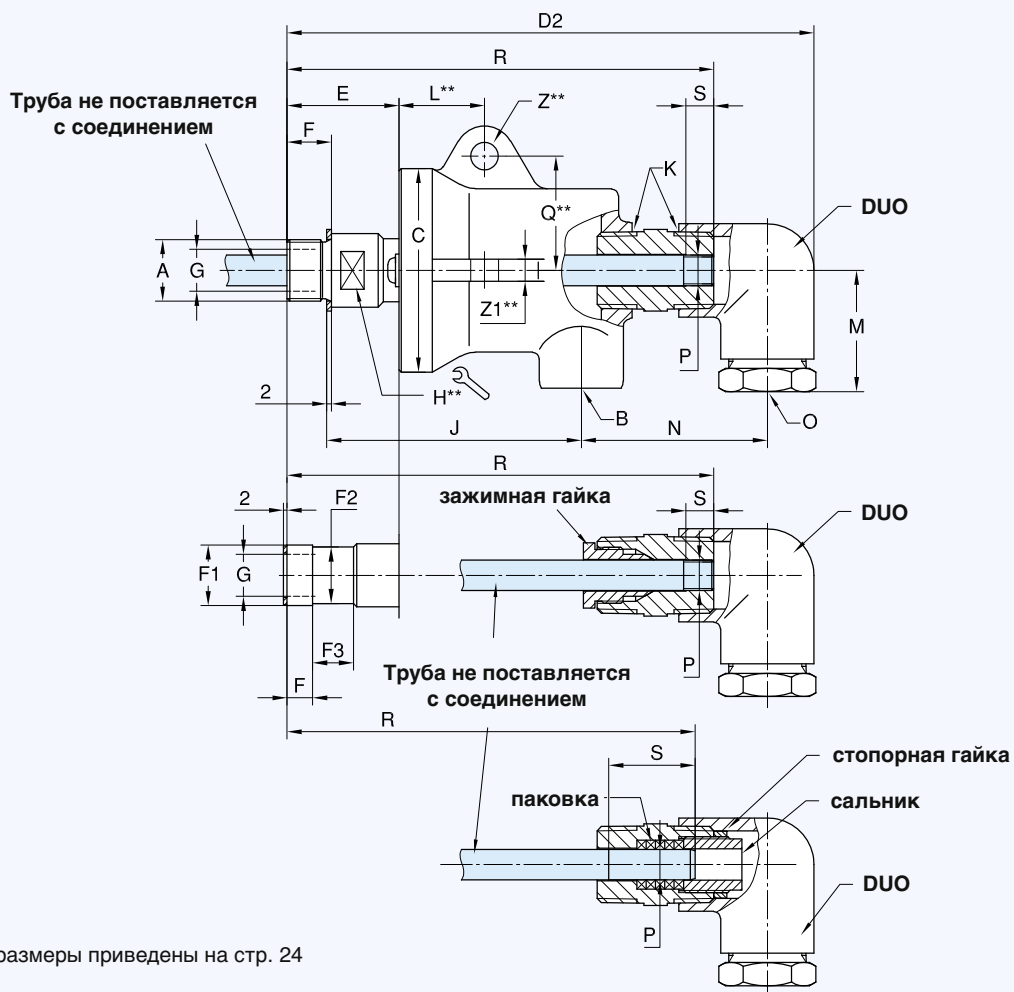 D2
R
Труба не поставляется
с соединением
E
L**
Z**
S
F
K
DUO
Q**
C
A
G
Z1**
M
P
2
H**
B
O
J
N
R
зажимная гайка
S
DUO
2
F2
F1
G
F3
P
F
Труба не поставляется
с соединением
R
стопорная гайка
S
паковка
сальник
DUO
P
размеры приведены на стр. 24